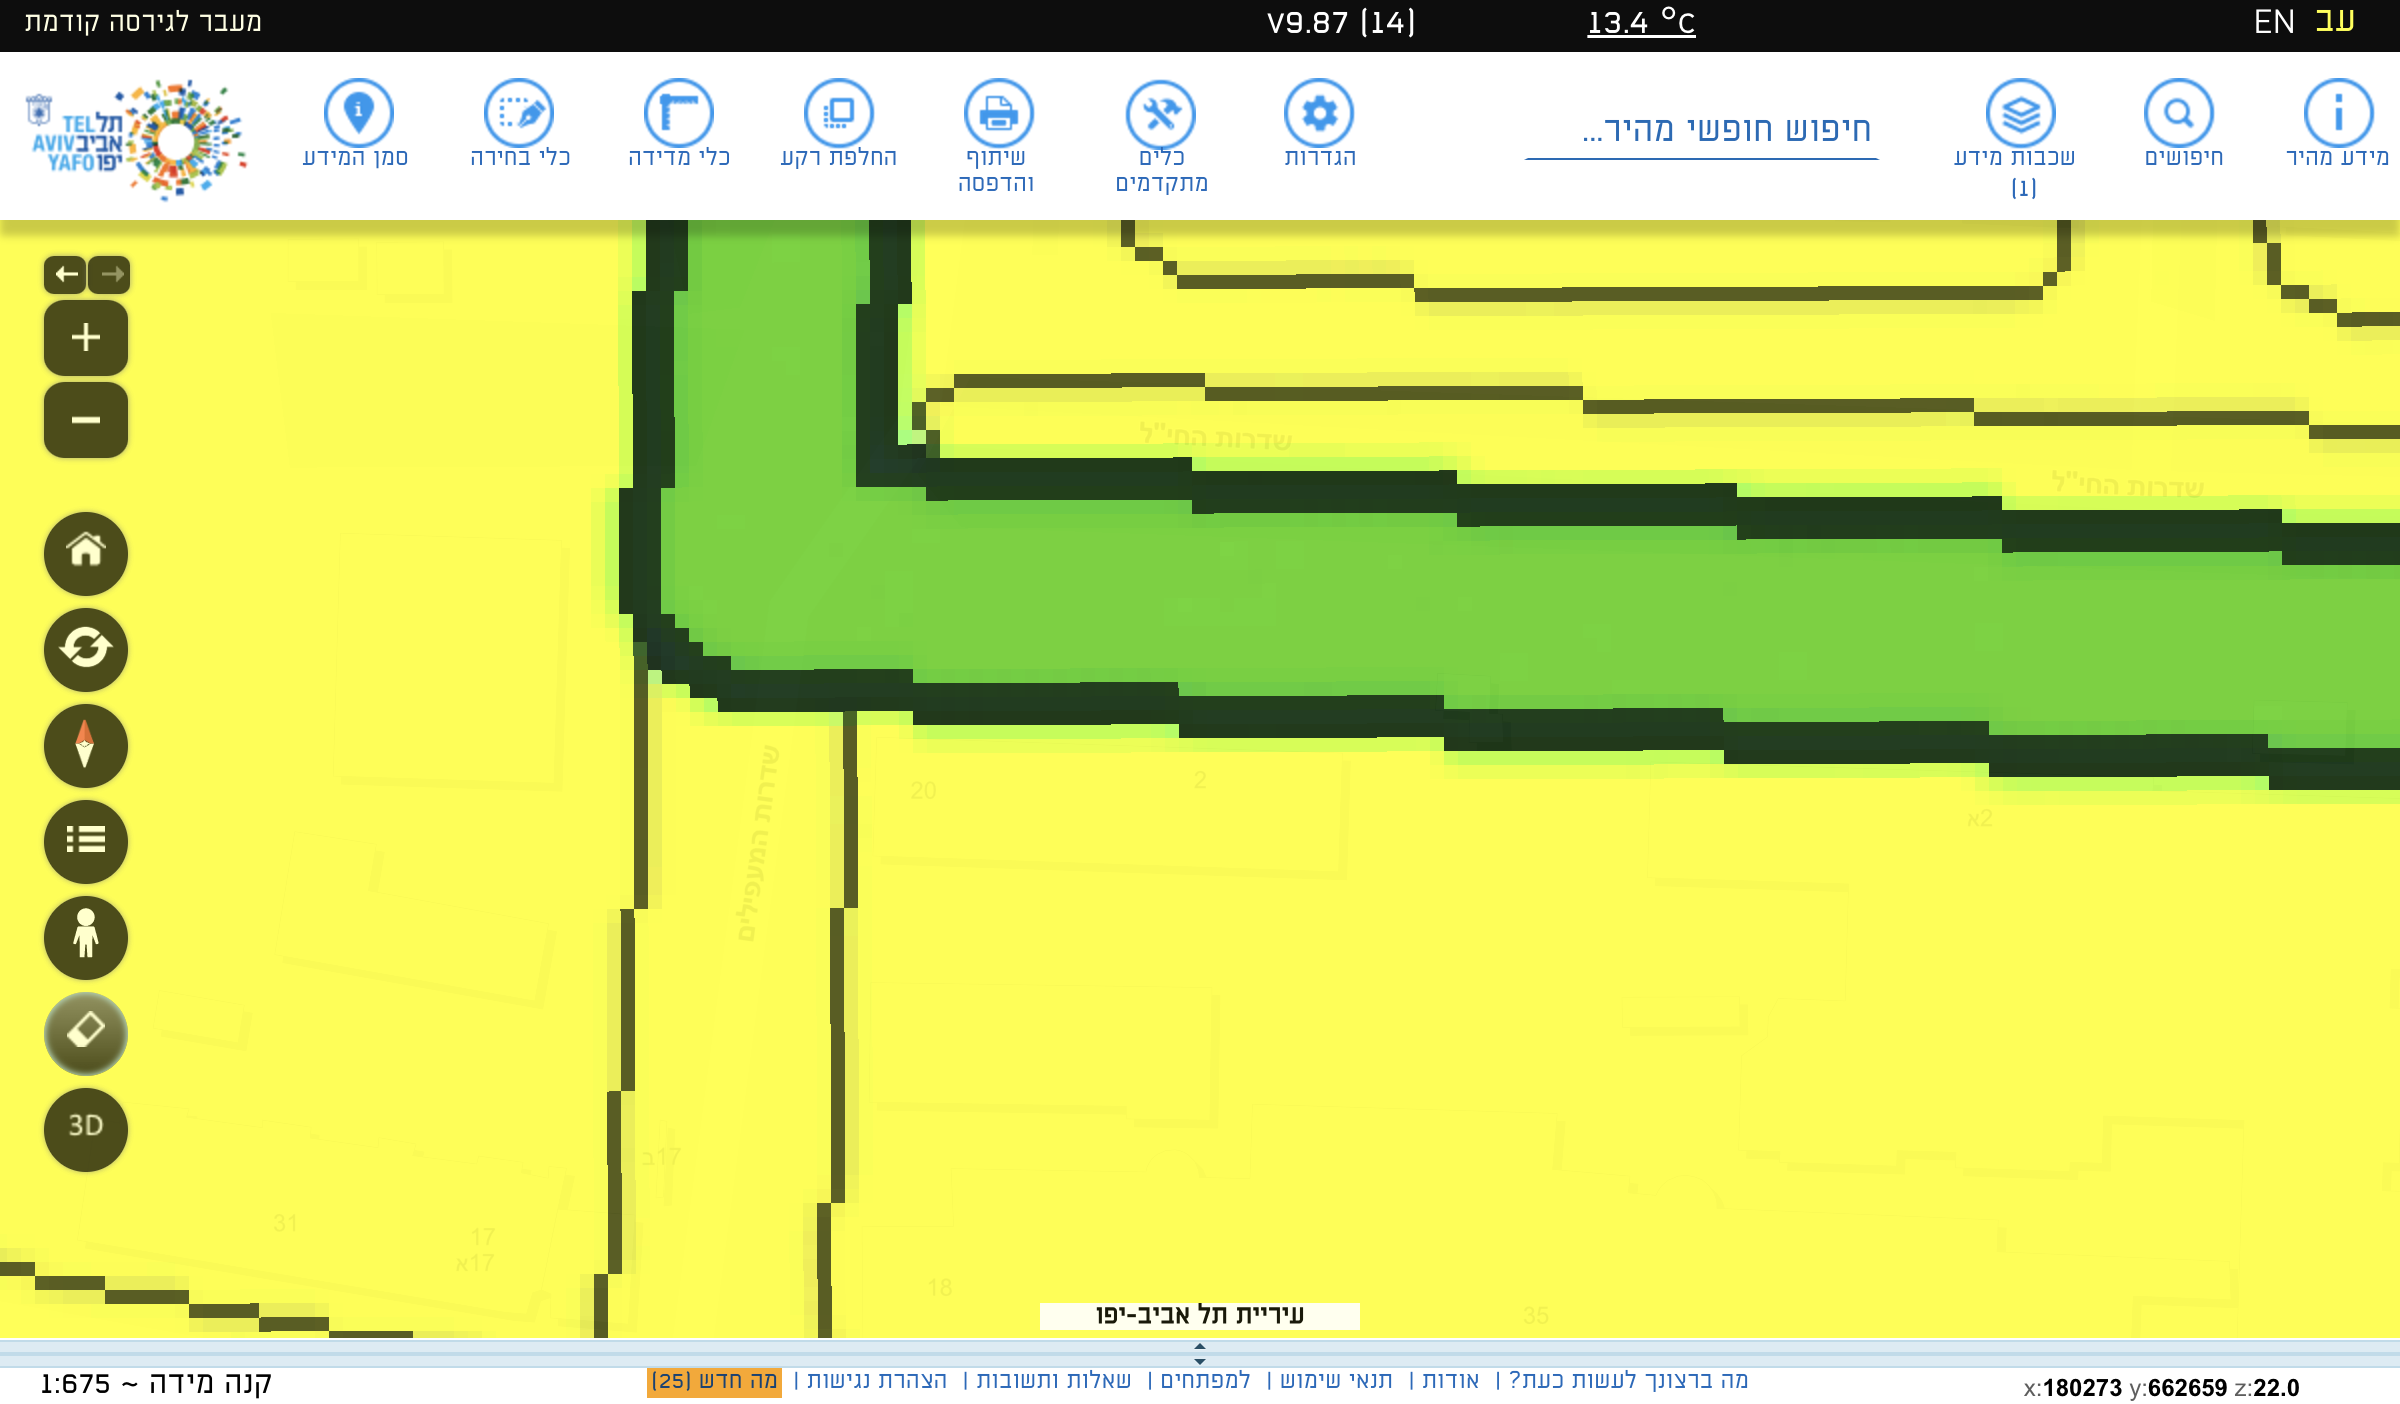 עב EN
13.4 °C
V9.87 (14)
מעבר לגירסה קודמת
מידע מהיר
חיפושים
שכבות מידע
(1)
חיפוש חופשי מהיר...
הגדרות
כלים
מתקדמים
שיתוף
והדפסה
החלפת רקע
כלי מדידה
כלי בחירה
סמן המידע
תל
אביב
יפו
TEL
AVIV
YAFO
שדרות החי"ל
שדרות החי"ל
שדרות המעפילים
20
2
2א
17ב
31
17
17א
18
35
3D
עיריית תל אביב-יפו
מה ברצונך לעשות כעת? | אודות | תנאי שימוש | למפתחים | שאלות ותשובות | הצהרת נגישות | מה חדש (25)
קנה מידה ~ 1:675
x:180273 y:662659 z:22.0